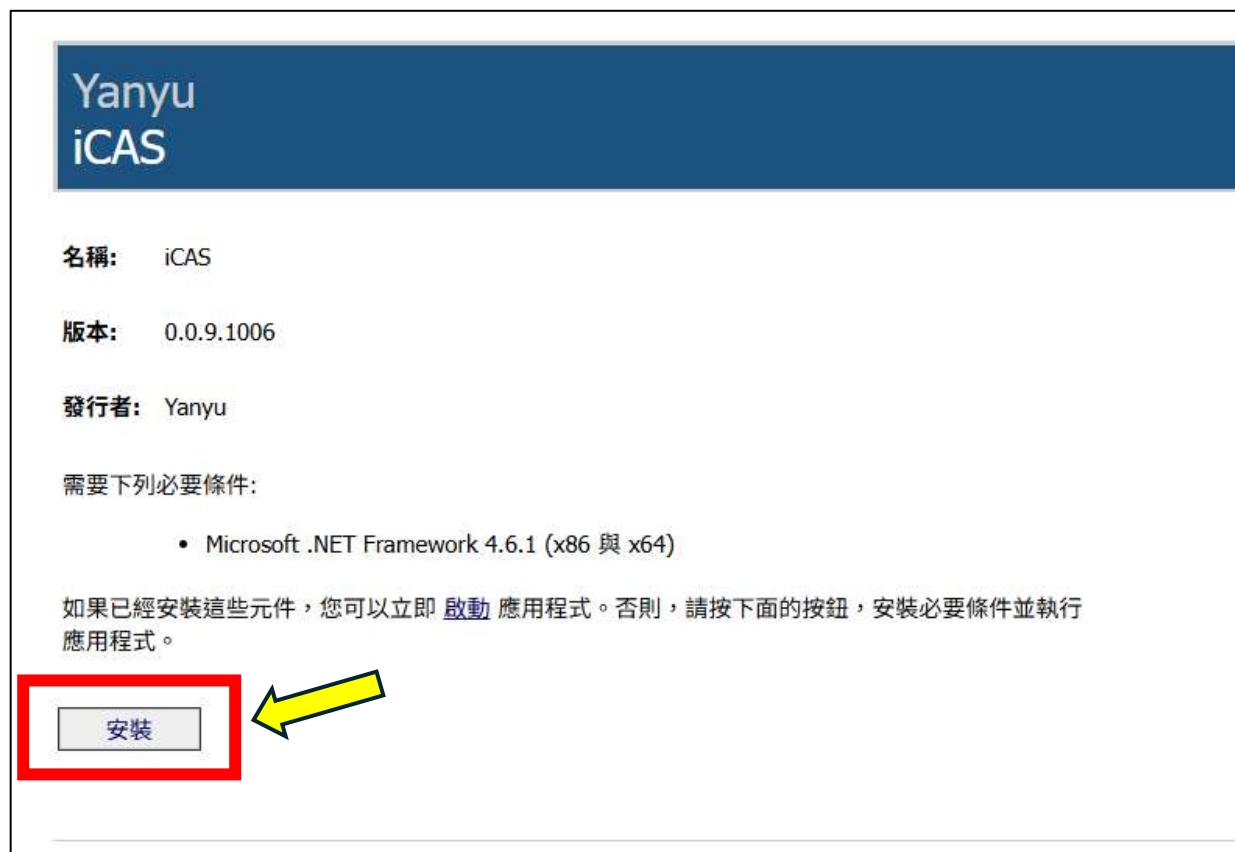 Yanyu
iCAS
名稱: iCAS
版本: 0.0.9.1006
發行者: Yanyu
需要下列必要條件:
• Microsoft .NET Framework 4.6.1 (x86 與 x64)
如果已經安裝這些元件，您可以立即 啟動 應用程式。否則，請按下面的按鈕，安裝必要條件並執行
應用程式。
安裝